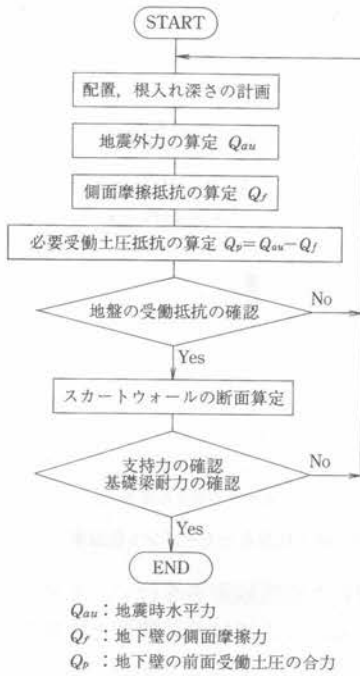 START
配置，根入れ深さの計画
地震外力の算定 Qau
側面摩擦抵抗の算定 Qf
必要受働土圧抵抗の算定 Qp=Qau−Qf
地盤の受働抵抗の確認
No
Yes
スカートウォールの断面算定
支持力の確認
基礎梁耐力の確認
No
Yes
END
Qau：地震時水平力
Qf：地下壁の側面摩擦力
Qp：地下壁の前面受働土圧の合力